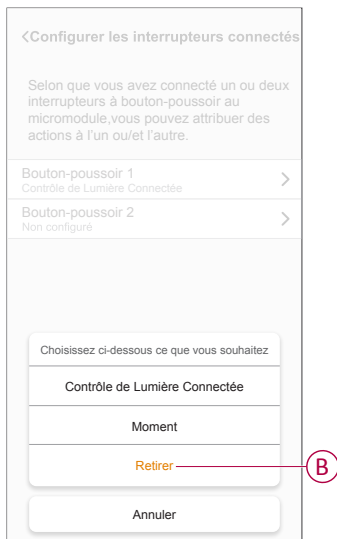 <Configurer les interrupteurs connectés
Selon que vous avez connecté un ou deux
interrupteurs à bouton-poussoir au
micromodule,vous pouvez attribuer des
actions à l'un ou/et l'autre.
Bouton-poussoir 1
Contrôle de Lumière Connectée
Bouton-poussoir 2
Non configuré
Choisissez ci-dessous ce que vous souhaitez
Contrôle de Lumière Connectée
Moment
Retirer
B
Annuler